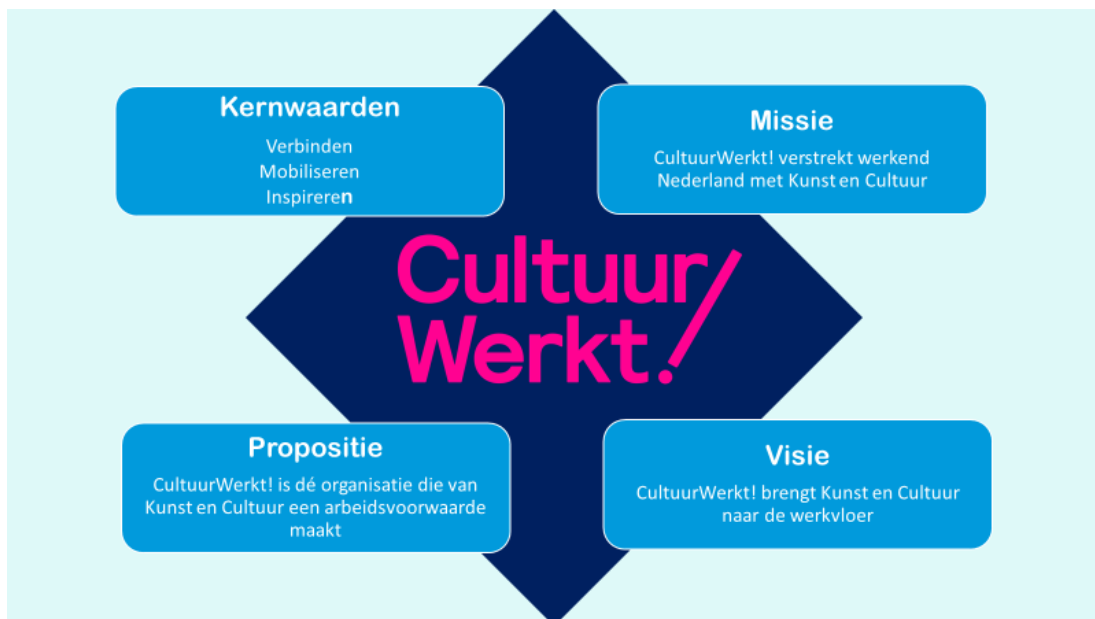 Kernwaarden
Verbinden
Mobiliseren
Inspireren
Missie
CultuurWerkt! verstrekt werkend
Nederland met Kunst en Cultuur
Cultuur
Werkt!
Propositie
CultuurWerkt! is dé organisatie die van
Kunst en Cultuur een arbeidsvoorwaarde
maakt
Visie
CultuurWerkt! brengt Kunst en Cultuur
naar de werkvloer